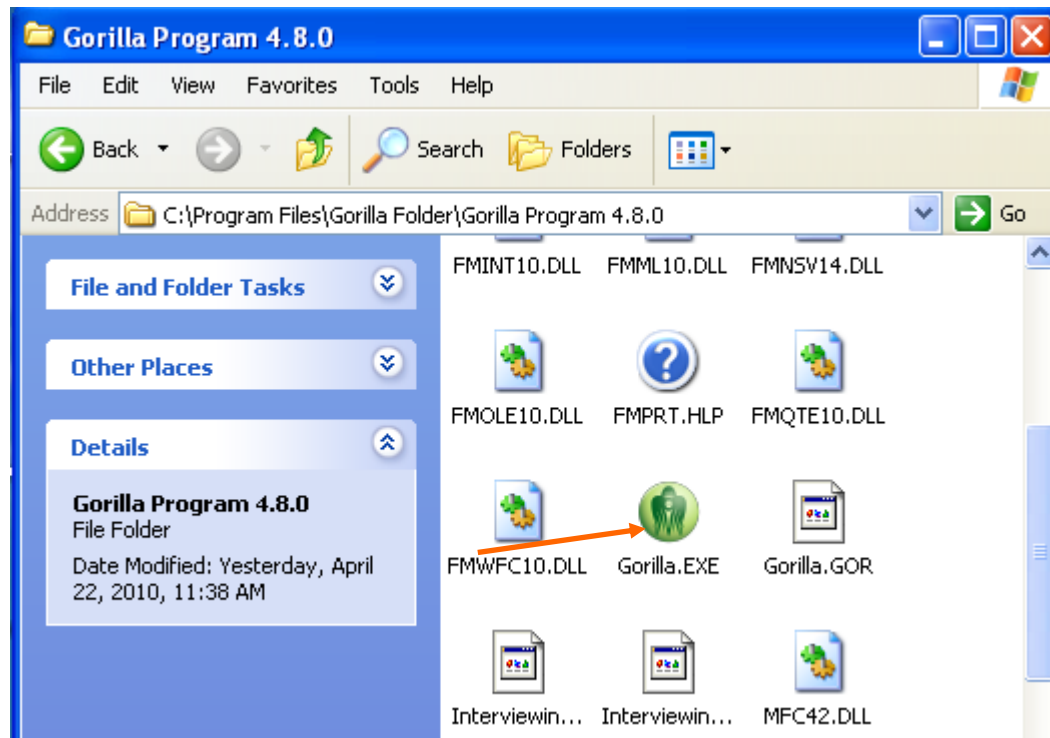 Gorilla Program 4.8.0
File Edit View Favorites Tools Help
Back Search Folders
Address C:\Program Files\Gorilla Folder\Gorilla Program 4.8.0 Go
File and Folder Tasks
Other Places
Details
Gorilla Program 4.8.0
File Folder
Date Modified: Yesterday, April
22, 2010, 11:38 AM
FMINT10.DLL FMML10.DLL FMNSV14.DLL
FMOLE10.DLL FMPRT.HLP FMQTE10.DLL
FMWFC10.DLL Gorilla.EXE Gorilla.GOR
Interviewin... Interviewin... MFC42.DLL